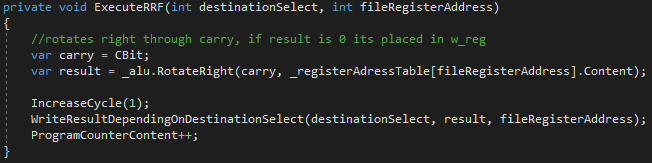 private void ExecuteRRF(int destinationSelect, int fileRegisterAddress)
{
//rotates right through carry, if result is 0 its placed in w_reg
var carry = CBit;
var result = _alu.RotateRight(carry, _registerAdressTable[fileRegisterAddress].Content);
IncreaseCycle(1);
WriteResultDependingOnDestinationSelect(destinationSelect, result, fileRegisterAddress);
ProgramCounterContent++;
}